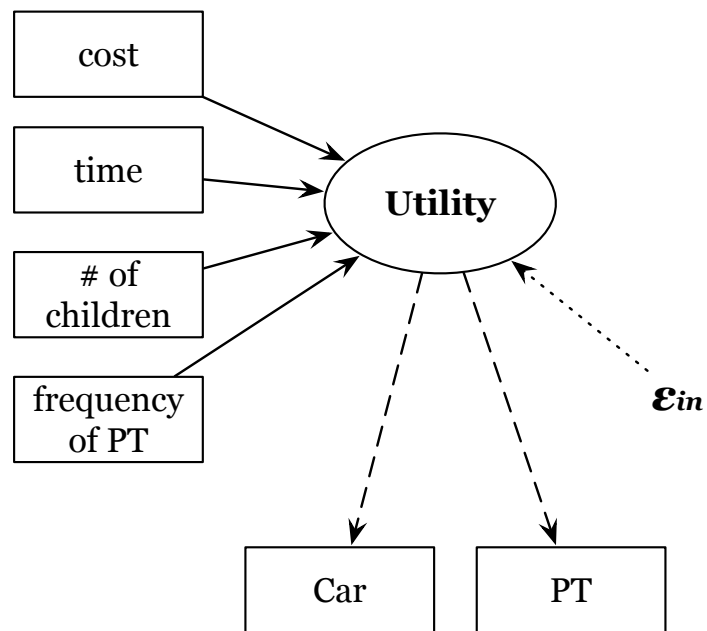 cost
time
# of
children
frequency
of PT
Utility
εin
Car
PT